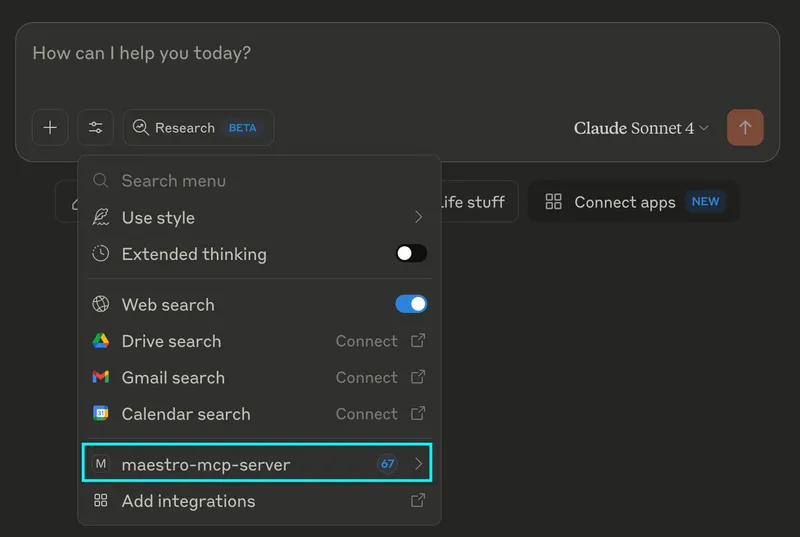 How can I help you today?
Research BETA
Claude Sonnet 4
Search menu
Use style
life stuff
Connect apps NEW
Extended thinking
Web search
Drive search Connect
Gmail search Connect
31
Calendar search Connect
M maestro-mcp-server 67
Add integrations